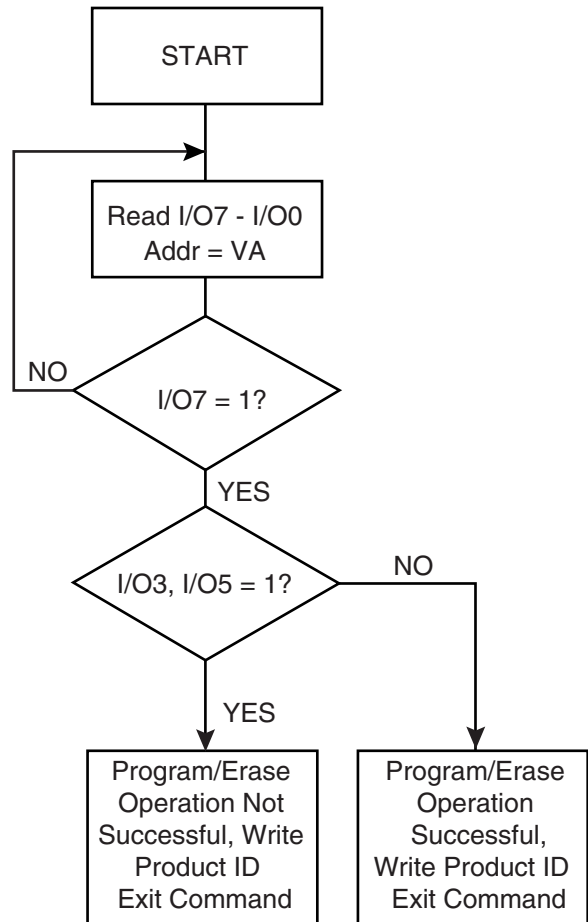 START
Read I/O7 - I/O0
Addr = VA
NO
I/O7 = 1?
YES
I/O3, I/O5 = 1?
NO
YES
Program/Erase
Operation Not
Successful, Write
Product ID
Exit Command
Program/Erase
Operation
Successful,
Write Product ID
Exit Command